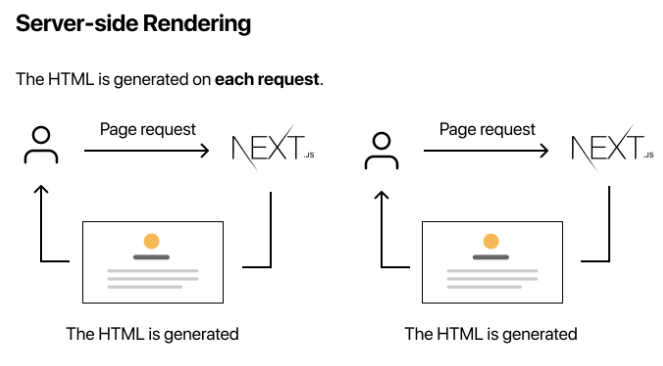 Server-side Rendering
The HTML is generated on each request.
Page request
NEXT.JS
The HTML is generated
Page request
NEXT.JS
The HTML is generated